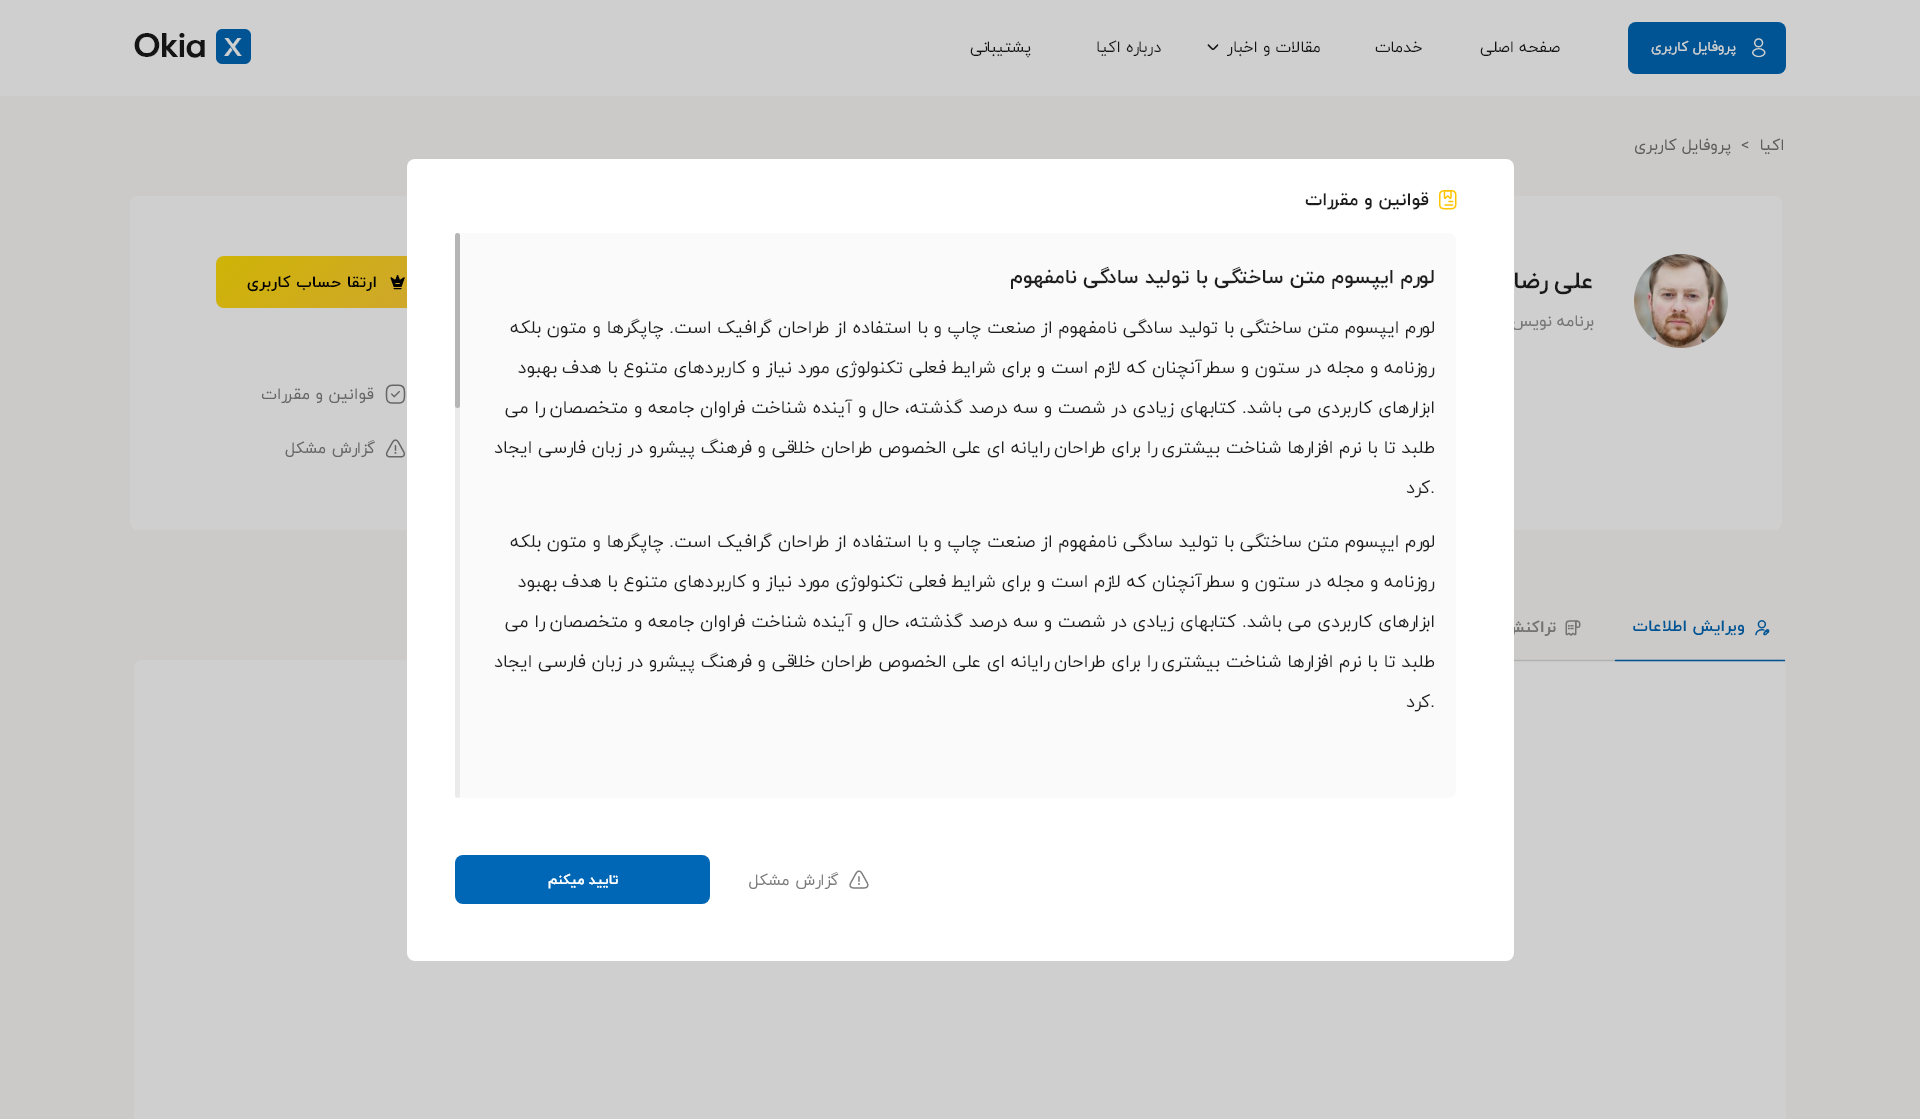 پروفایل کاربری
صفحه اصلی
خدمات
مقالات و اخبار
درباره اکیا
پشتیبانی
Okia X
اکیا > پروفایل کاربری
قوانین و مقررات
علی رضا
برنامه نویس
ارتقا حساب کاربری
قوانین و مقررات
گزارش مشکل
لورم ایپسوم متن ساختگی با تولید سادگی نامفهوم
لورم ایپسوم متن ساختگی با تولید سادگی نامفهوم از صنعت چاپ و با استفاده از طراحان گرافیک است. چاپگرها و متون بلکه
روزنامه و مجله در ستون و سطرآنچنان که لازم است و برای شرایط فعلی تکنولوژی مورد نیاز و کاربردهای متنوع با هدف بهبود
ابزارهای کاربردی می باشد. کتابهای زیادی در شصت و سه درصد گذشته، حال و آینده شناخت فراوان جامعه و متخصصان را می
طلبد تا با نرم افزارها شناخت بیشتری را برای طراحان رایانه ای علی الخصوص طراحان خلاقی و فرهنگ پیشرو در زبان فارسی ایجاد
.کرد
لورم ایپسوم متن ساختگی با تولید سادگی نامفهوم از صنعت چاپ و با استفاده از طراحان گرافیک است. چاپگرها و متون بلکه
روزنامه و مجله در ستون و سطرآنچنان که لازم است و برای شرایط فعلی تکنولوژی مورد نیاز و کاربردهای متنوع با هدف بهبود
ابزارهای کاربردی می باشد. کتابهای زیادی در شصت و سه درصد گذشته، حال و آینده شناخت فراوان جامعه و متخصصان را می
طلبد تا با نرم افزارها شناخت بیشتری را برای طراحان رایانه ای علی الخصوص طراحان خلاقی و فرهنگ پیشرو در زبان فارسی ایجاد
.کرد
ویرایش اطلاعات
گزارش مشکل
تایید میکنم